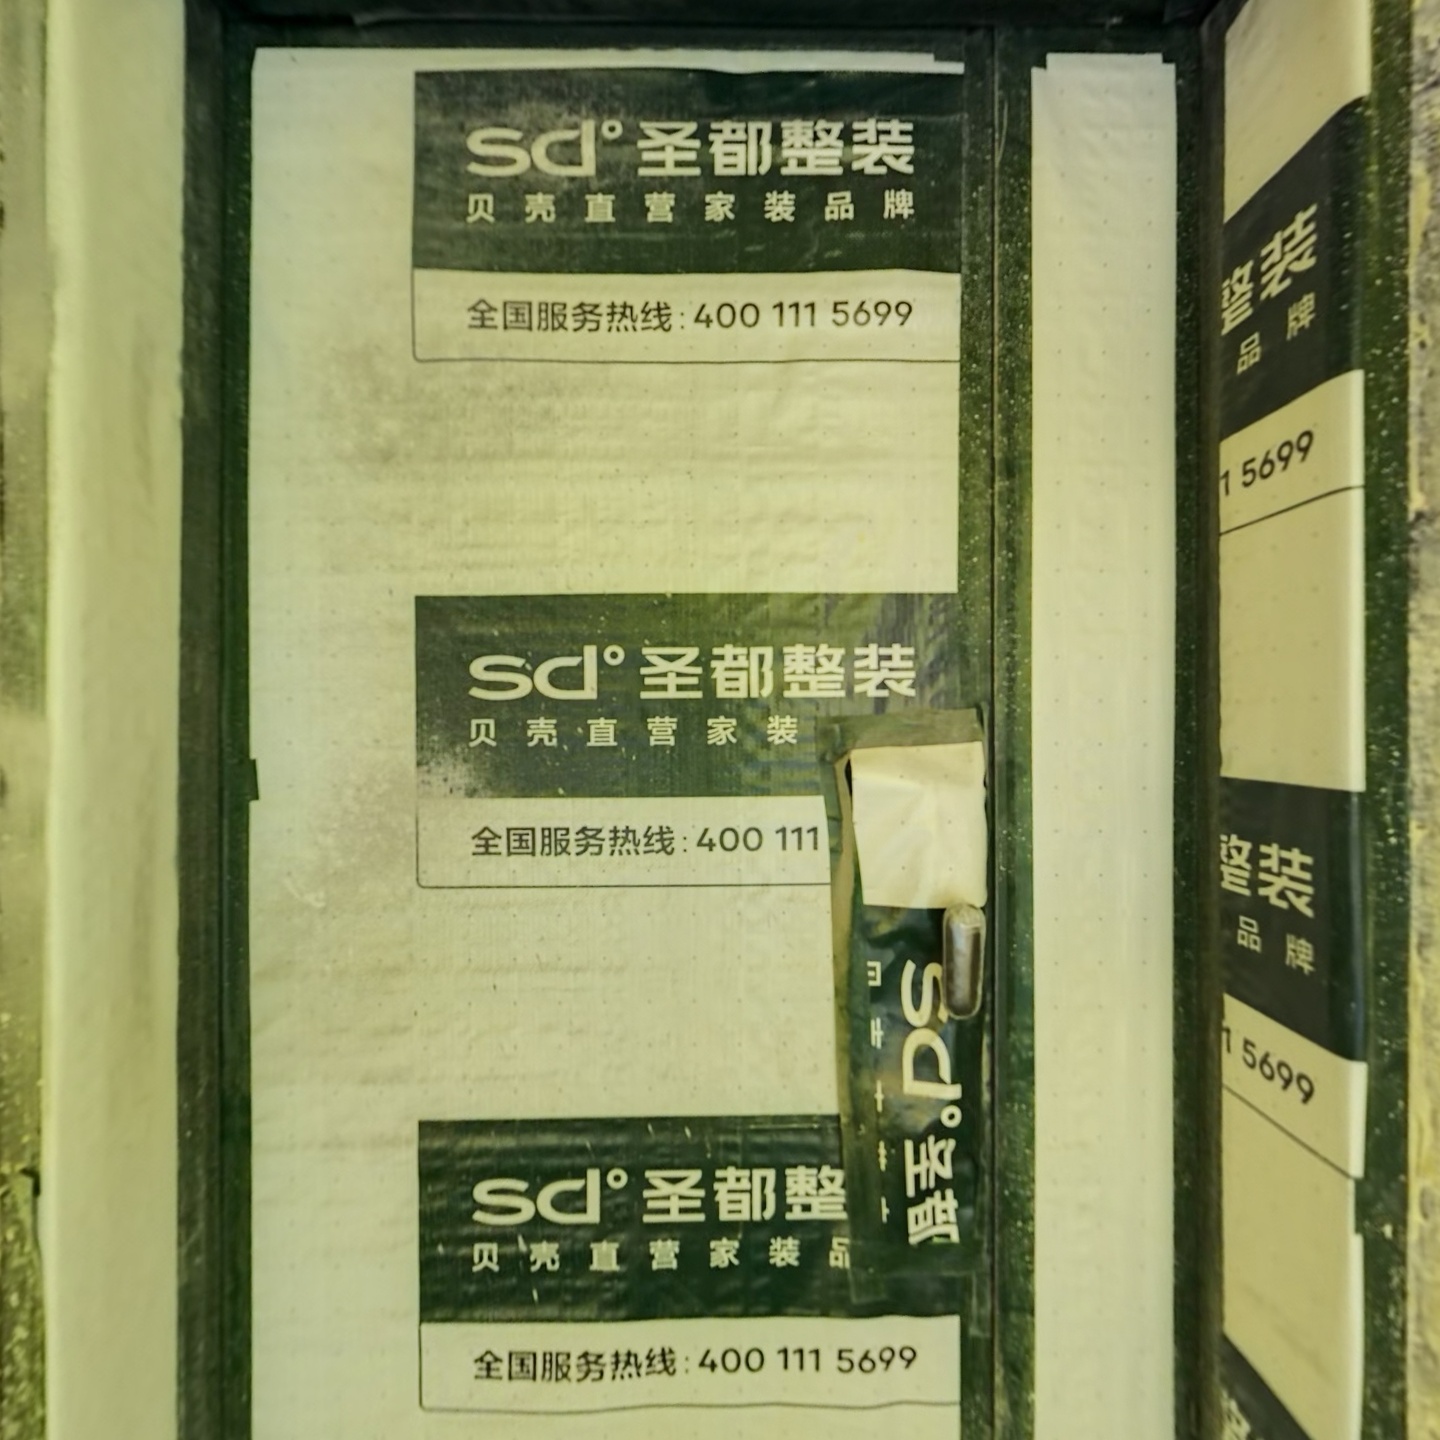 sd° 圣都整装
贝壳直营家装品牌
全国服务热线:400 111 5699
sd° 圣都整装
贝壳直营家装
全国服务热线:400 111
sd° 圣都
sd° 圣都整
贝壳直营家装品
全国服务热线:400 111 5699
整装
品牌
1 5699
整装
品牌
1 5699